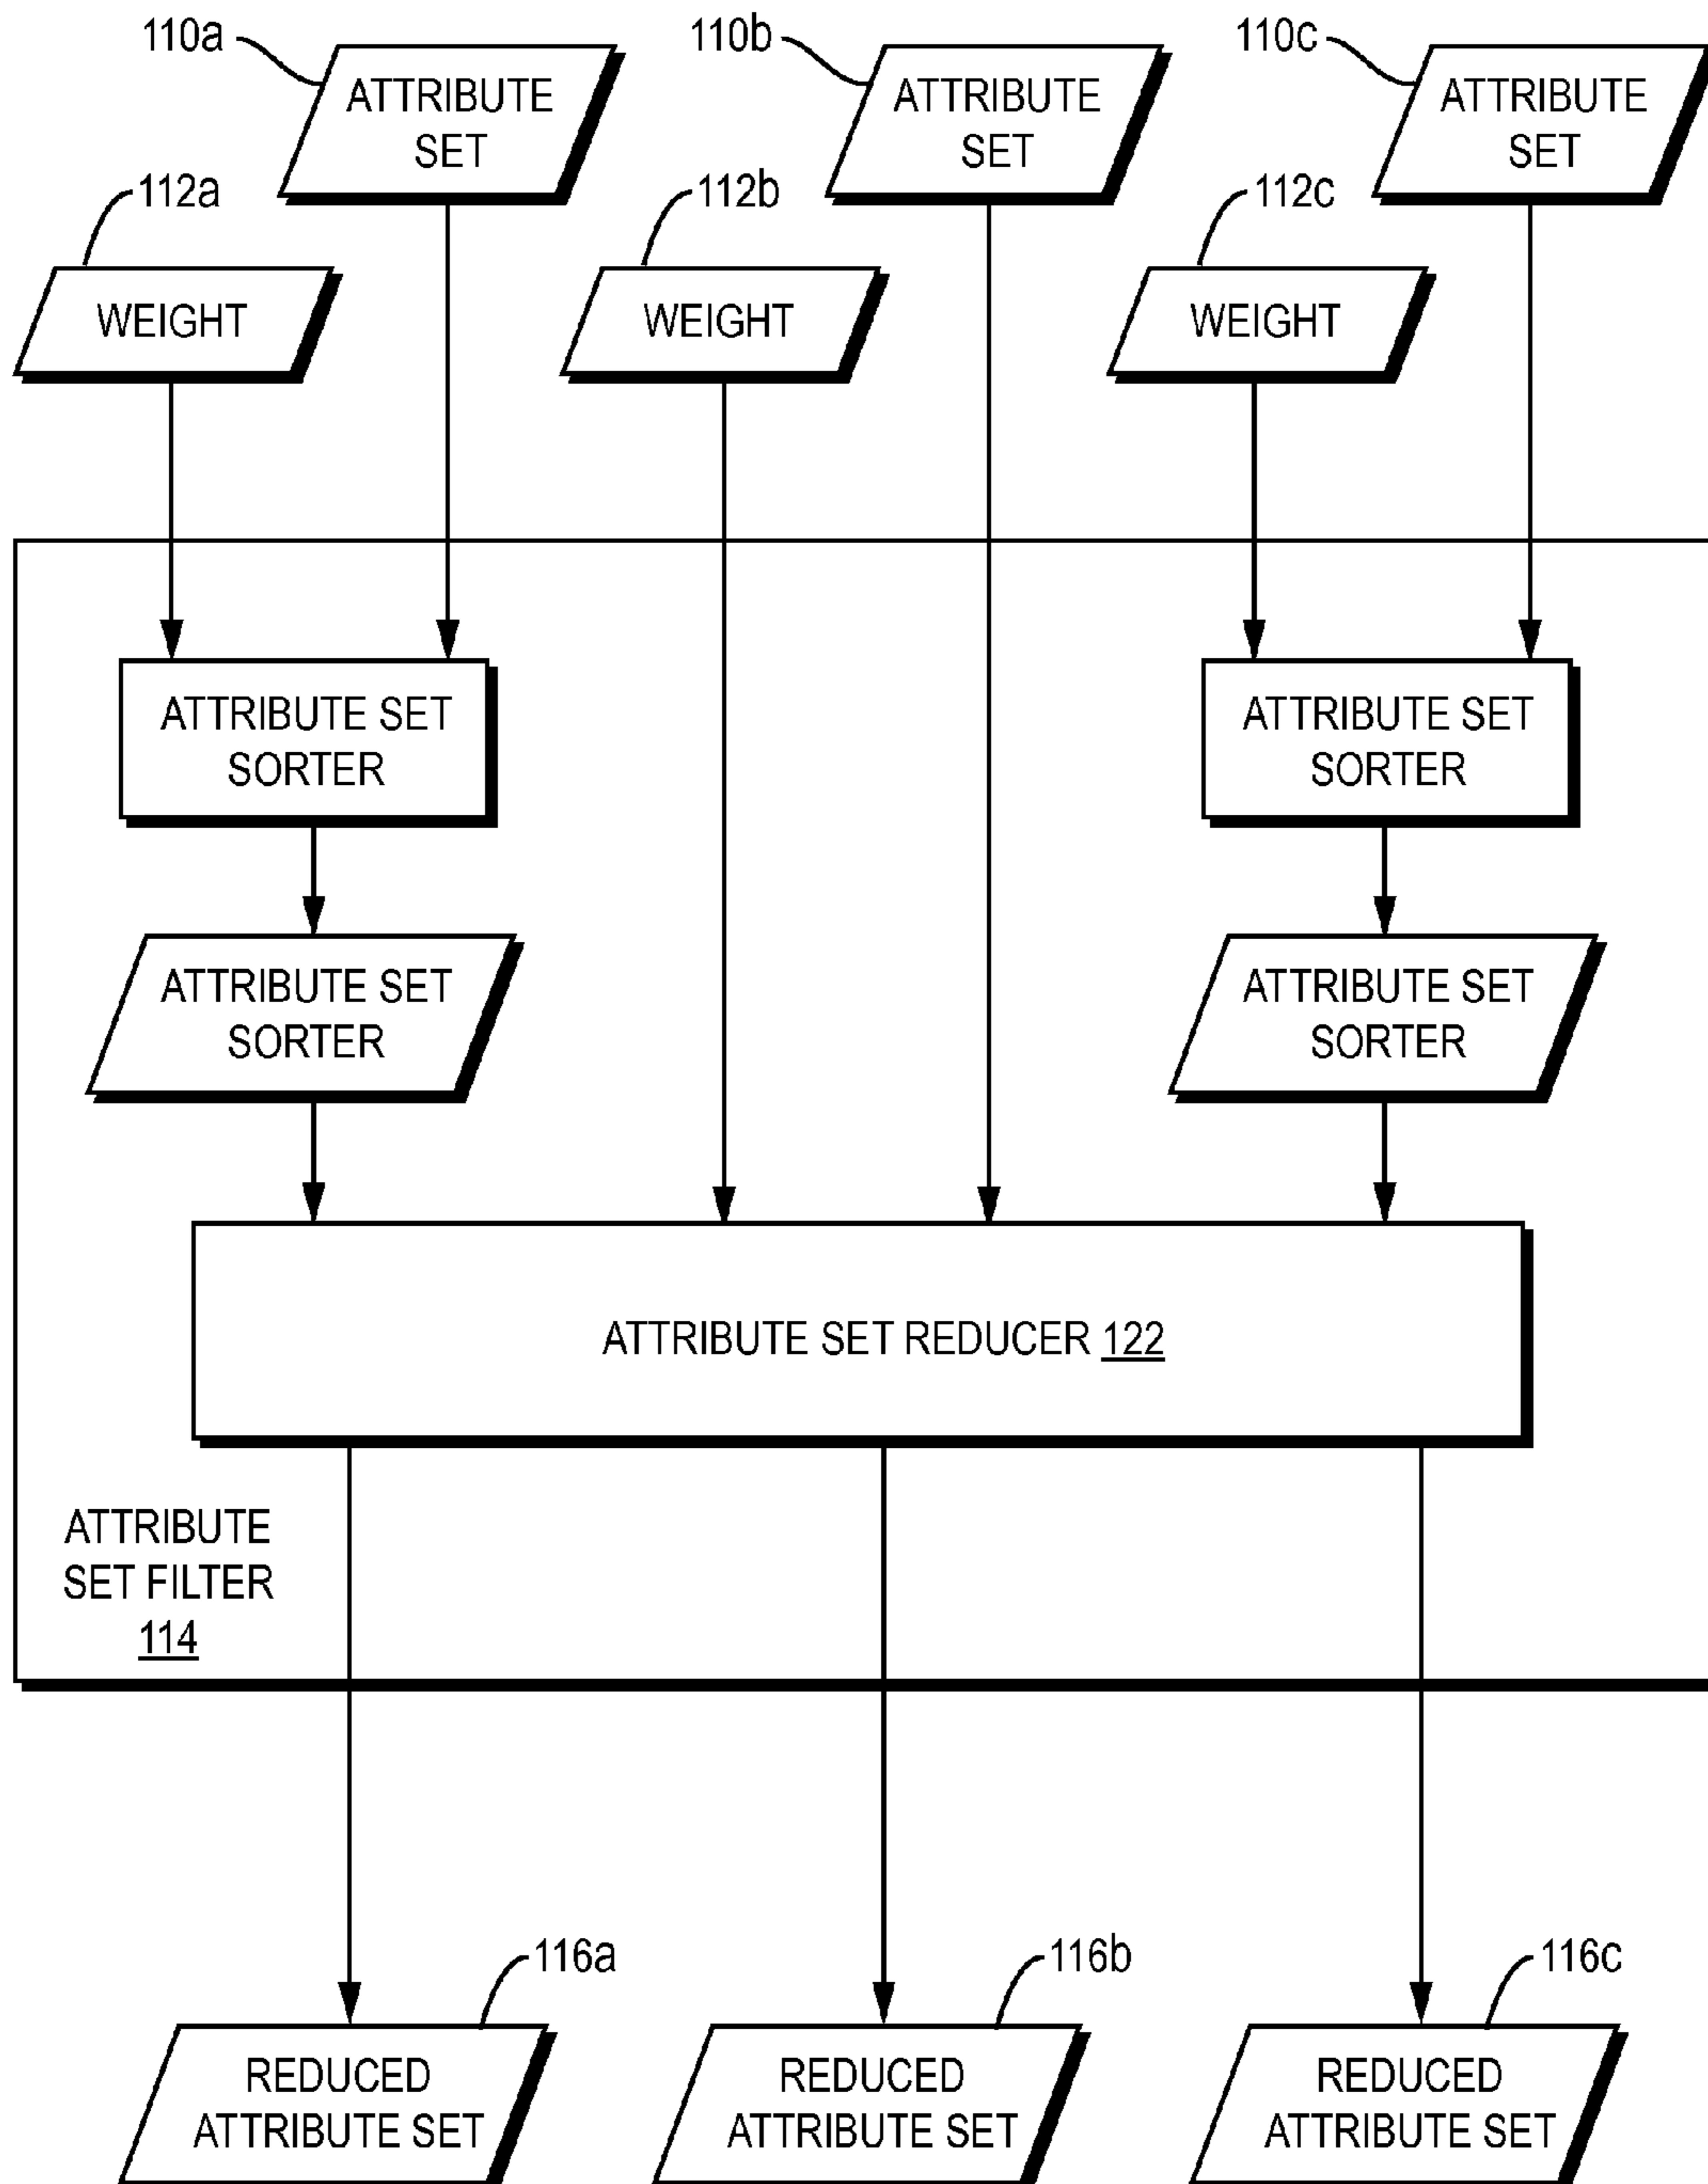 110a
110b
110c
ATTRIBUTE
SET
ATTRIBUTE
SET
ATTRIBUTE
SET
112a
112b
112c
WEIGHT
WEIGHT
WEIGHT
ATTRIBUTE SET
SORTER
ATTRIBUTE SET
SORTER
ATTRIBUTE SET
SORTER
ATTRIBUTE SET
SORTER
ATTRIBUTE SET REDUCER 122
ATTRIBUTE
SET FILTER
114
116a
116b
116c
REDUCED
ATTRIBUTE SET
REDUCED
ATTRIBUTE SET
REDUCED
ATTRIBUTE SET